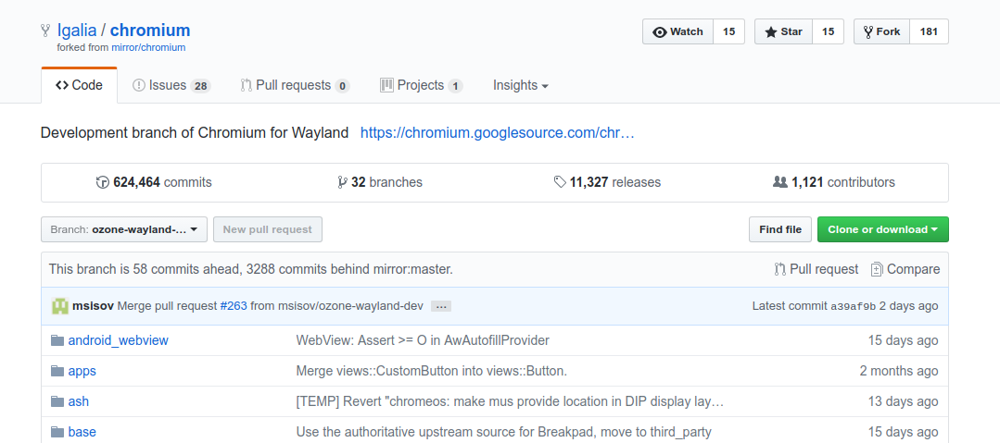 Igalia / chromium Watch 15 Star 15 Fork 181
forked from mirror/chromium
Code Issues 28 Pull requests 0 Projects 1 Insights
Development branch of Chromium for Wayland https://chromium.googlesource.com/chr…
624,464 commits 32 branches 11,327 releases 1,121 contributors
Branch: ozone-wayland-... New pull request Find file Clone or download
This branch is 58 commits ahead, 3288 commits behind mirror:master. Pull request Compare
msisov Merge pull request #263 from msisov/ozone-wayland-dev … Latest commit a39af9b 2 days ago
android_webview WebView: Assert >= O in AwAutofillProvider 15 days ago
apps Merge views::CustomButton into views::Button. 2 months ago
ash [TEMP] Revert "chromeos: make mus provide location in DIP display lay… 13 days ago
base Use the authoritative upstream source for Breakpad, move to third_party 15 days ago